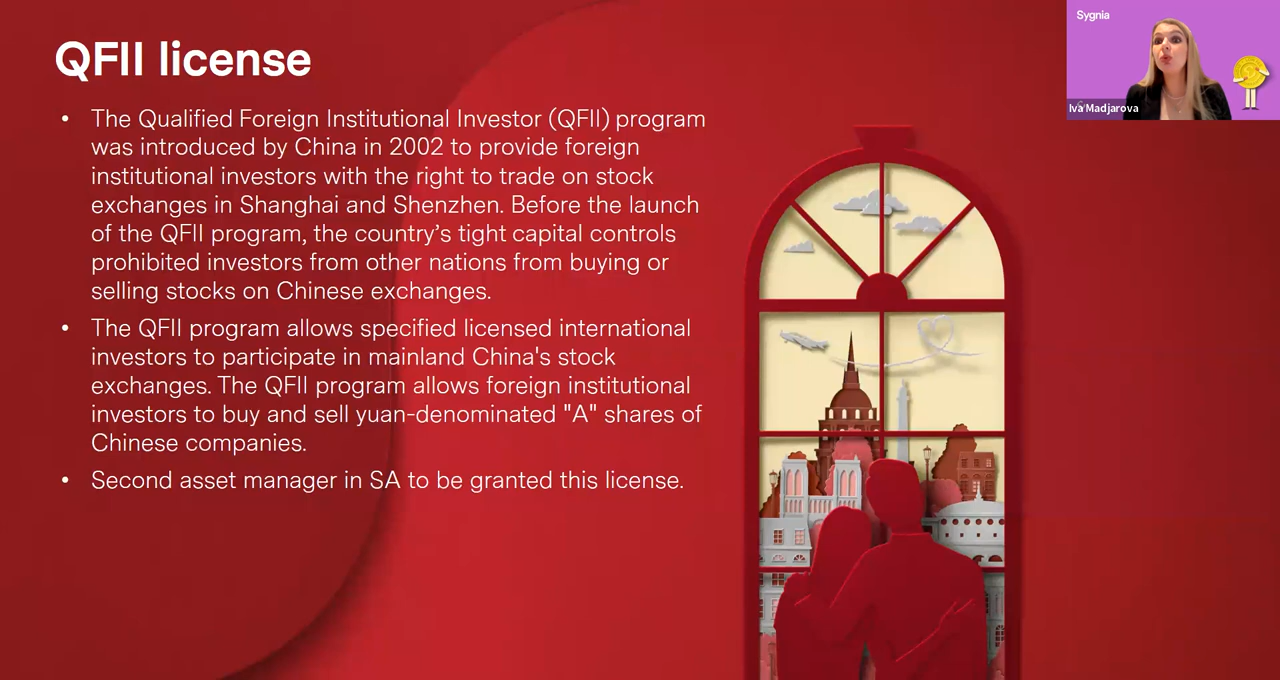 QFII license
• The Qualified Foreign Institutional Investor (QFII) program
was introduced by China in 2002 to provide foreign
institutional investors with the right to trade on stock
exchanges in Shanghai and Shenzhen. Before the launch
of the QFII program, the country’s tight capital controls
prohibited investors from other nations from buying or
selling stocks on Chinese exchanges.
• The QFII program allows specified licensed international
investors to participate in mainland China's stock
exchanges. The QFII program allows foreign institutional
investors to buy and sell yuan-denominated "A" shares of
Chinese companies.
• Second asset manager in SA to be granted this license.
Sygnia
Iva Madjarova